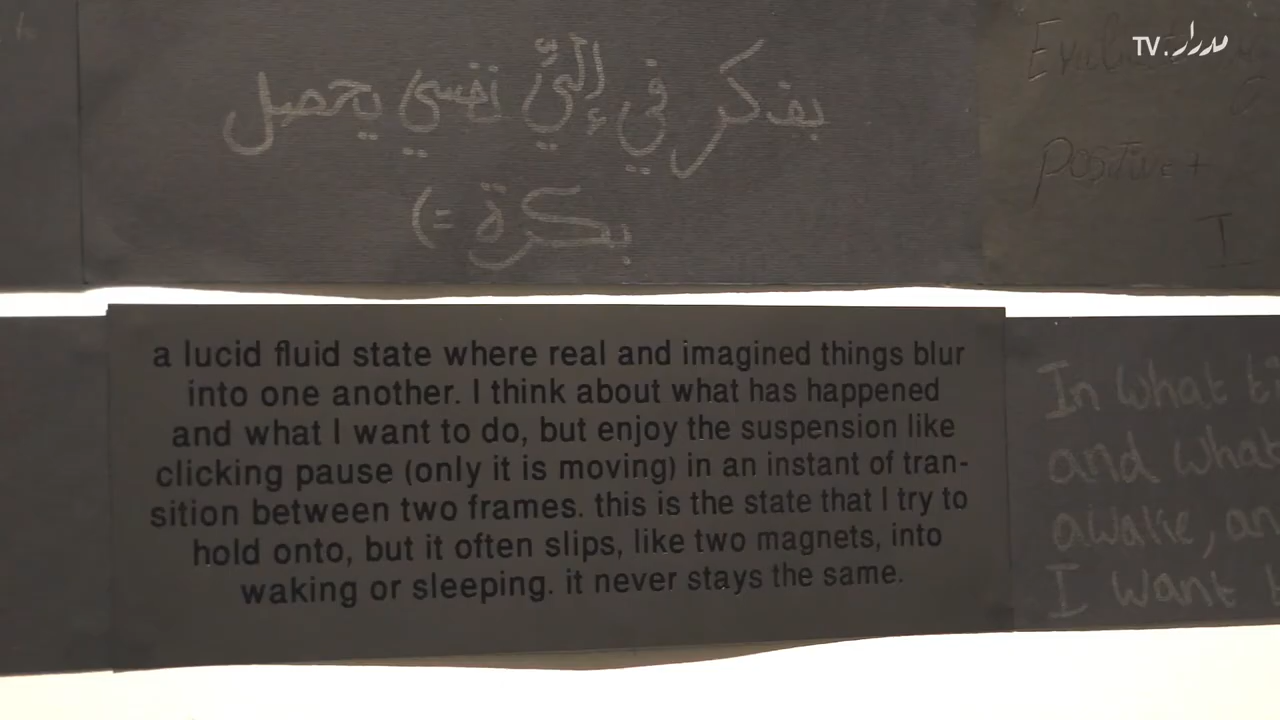 مدرار.TV
بفكر في إلليّ نفسي يحصل
بكرة =)
positive +
I
a lucid fluid state where real and imagined things blur
into one another. I think about what has happened
and what I want to do, but enjoy the suspension like
clicking pause (only it is moving) in an instant of tran-
sition between two frames. this is the state that I try to
hold onto, but it often slips, like two magnets, into
waking or sleeping. it never stays the same.
In what
and what
awake,
I want